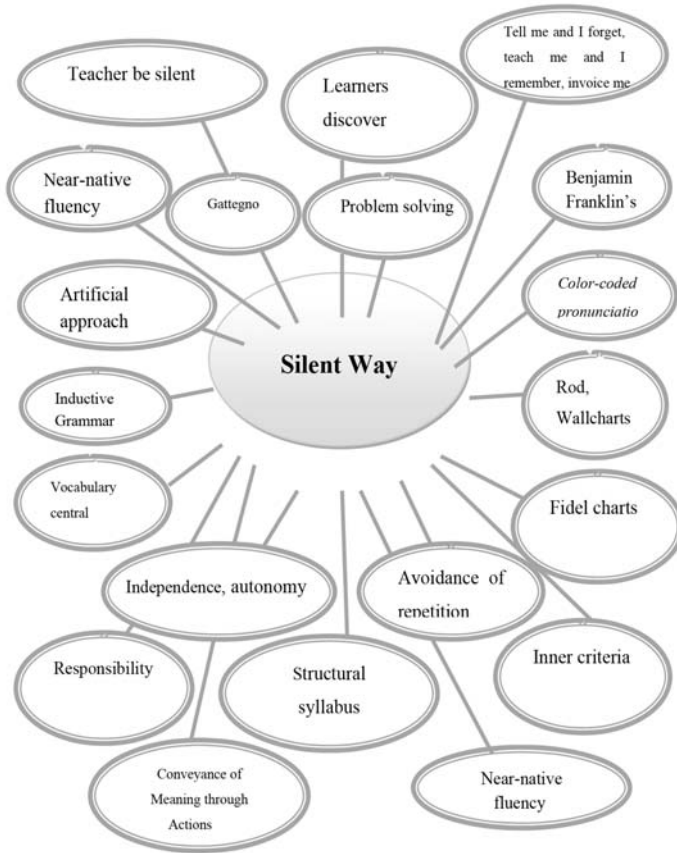 Tell me and I forget,
teach me and I
remember, invoice me
Teacher be silent
Learners
discover
Near-native
fluency
Gattegno
Problem solving
Benjamin
Franklin's
Artificial
approach
Color-coded
pronunciatio
Silent Way
Inductive
Grammar
Rod,
Wallcharts
Vocabulary
central
Fidel charts
Independence, autonomy
Avoidance of
repetition
Responsibility
Structural
syllabus
Inner criteria
Conveyance of
Meaning through
Actions
Near-native
fluency